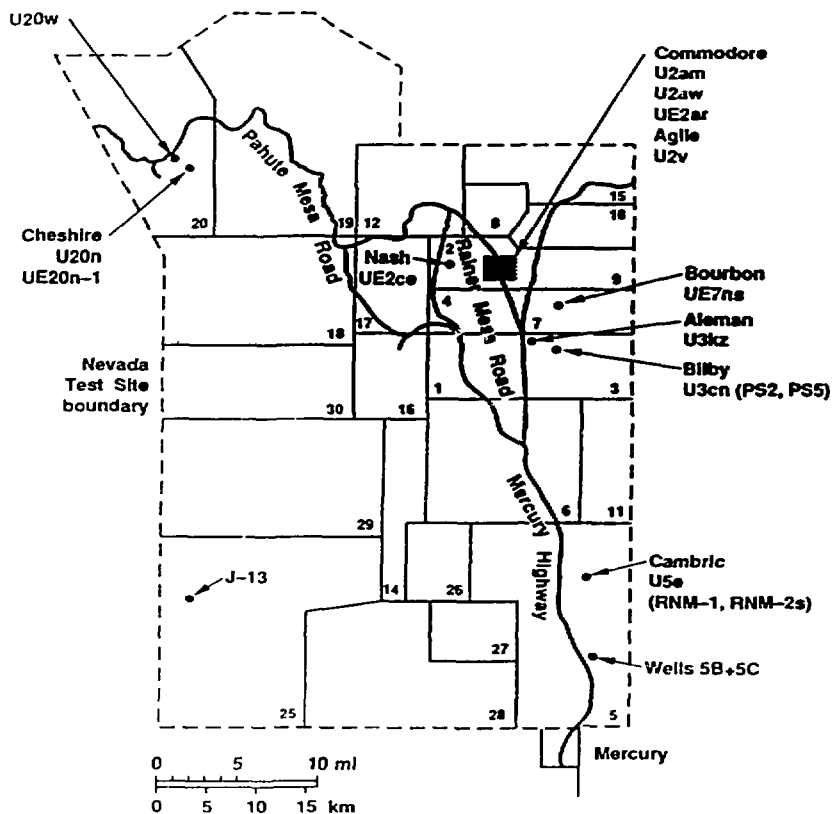 U20w
Commodore
U2am
U2aw
UE2ar
Agile
U2v
Pahute Mesa
Road
15
16
20
19
12
8
Cheshire
U20n
UE20n-1
Nash
UE2ce
2
Rainer Mesa Road
9
Bourbon
UE7ns
4
7
17
18
Aleman
U3kz
Bilby
U3cn (PS2, PS5)
Nevada
Test Site
boundary
30
16
1
3
Mercury
Highway
6
11
29
Cambric
U5e
(RNM-1, RNM-2s)
J-13
14
26
27
Wells 5B+5C
25
28
5
Mercury
0 5 10 mi
0 5 10 15 km